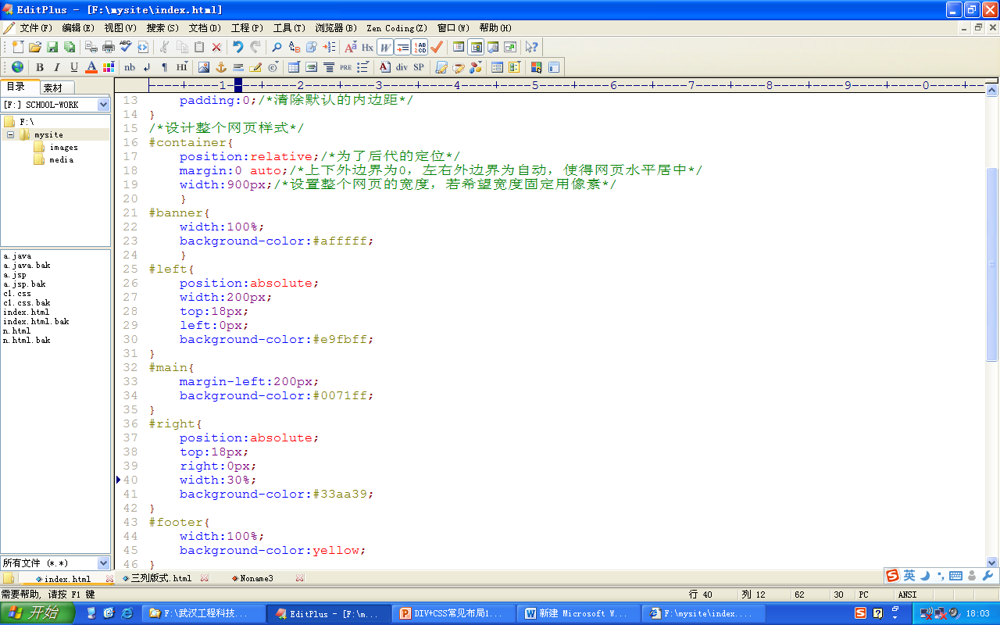 EditPlus - [F:\mysite\index.html]
文件(F) 编辑(E) 视图(V) 搜索(S) 文档(D) 工程(P) 工具(T) 浏览器(B) Zen Coding(Z) 窗口(W) 帮助(H)
ABC Hx W 1AB 2CD
B I U A nb ¶ HI PRE A div SP
目录 素材
[F:] SCHOOL-WORK
F:\
mysite
images
media
a.java
a.java.bak
a.jsp
a.jsp.bak
c1.css
c1.css.bak
index.html
index.html.bak
n.html
n.html.bak
所有文件 (*.*)
----+----1----+----2----+----3----+----4----+----5----+----6----+----7----+----8----+----9----+----0----+-
13 padding:0;/*清除默认的内边距*/
14 }
15 /*设计整个网页样式*/
16 #container{
17 position:relative;/*为了后代的定位*/
18 margin:0 auto;/*上下外边界为0，左右外边界为自动，使得网页水平居中*/
19 width:900px;/*设置整个网页的宽度，若希望宽度固定用像素*/
20 }
21 #banner{
22 width:100%;
23 background-color:#afffff;
24 }
25 #left{
26 position:absolute;
27 width:200px;
28 top:18px;
29 left:0px;
30 background-color:#e9fbff;
31 }
32 #main{
33 margin-left:200px;
34 background-color:#0071ff;
35 }
36 #right{
37 position:absolute;
38 top:18px;
39 right:0px;
40 width:30%;
41 background-color:#33aa39;
42 }
43 #footer{
44 width:100%;
45 background-color:yellow;
46 }
index.html 三列版式.html Noname3
S 英
需要帮助, 请按 F1 键 行 40 列 12 62 30 PC ANSI
开始 F:\武汉工程科技... EditPlus - [F:\m... DIV+CSS常见布局1... 新建 Microsoft W... F:\mysite\index.... 18:03